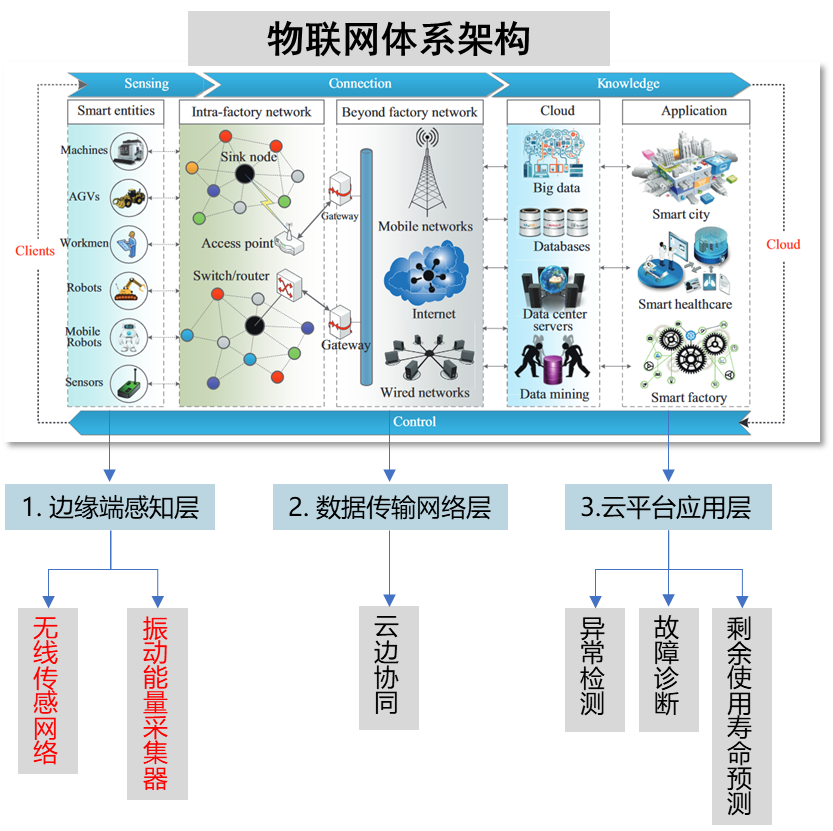 物联网体系架构
Sensing
Connection
Knowledge
Smart entities
Intra-factory network
Beyond factory network
Cloud
Application
Machines
AGVs
Workmen
Robots
Mobile
Robots
Sensors
Clients
Sink node
Access point
Switch/router
Gateway
Gateway
Mobile networks
Internet
Wired networks
Big data
Databases
Data center
servers
Data mining
Smart city
Smart healthcare
Smart factory
Cloud
Control
1. 边缘端感知层
2. 数据传输网络层
3.云平台应用层
无线传感网络
振动能量采集器
云边协同
异常检测
故障诊断
剩余使用寿命预测